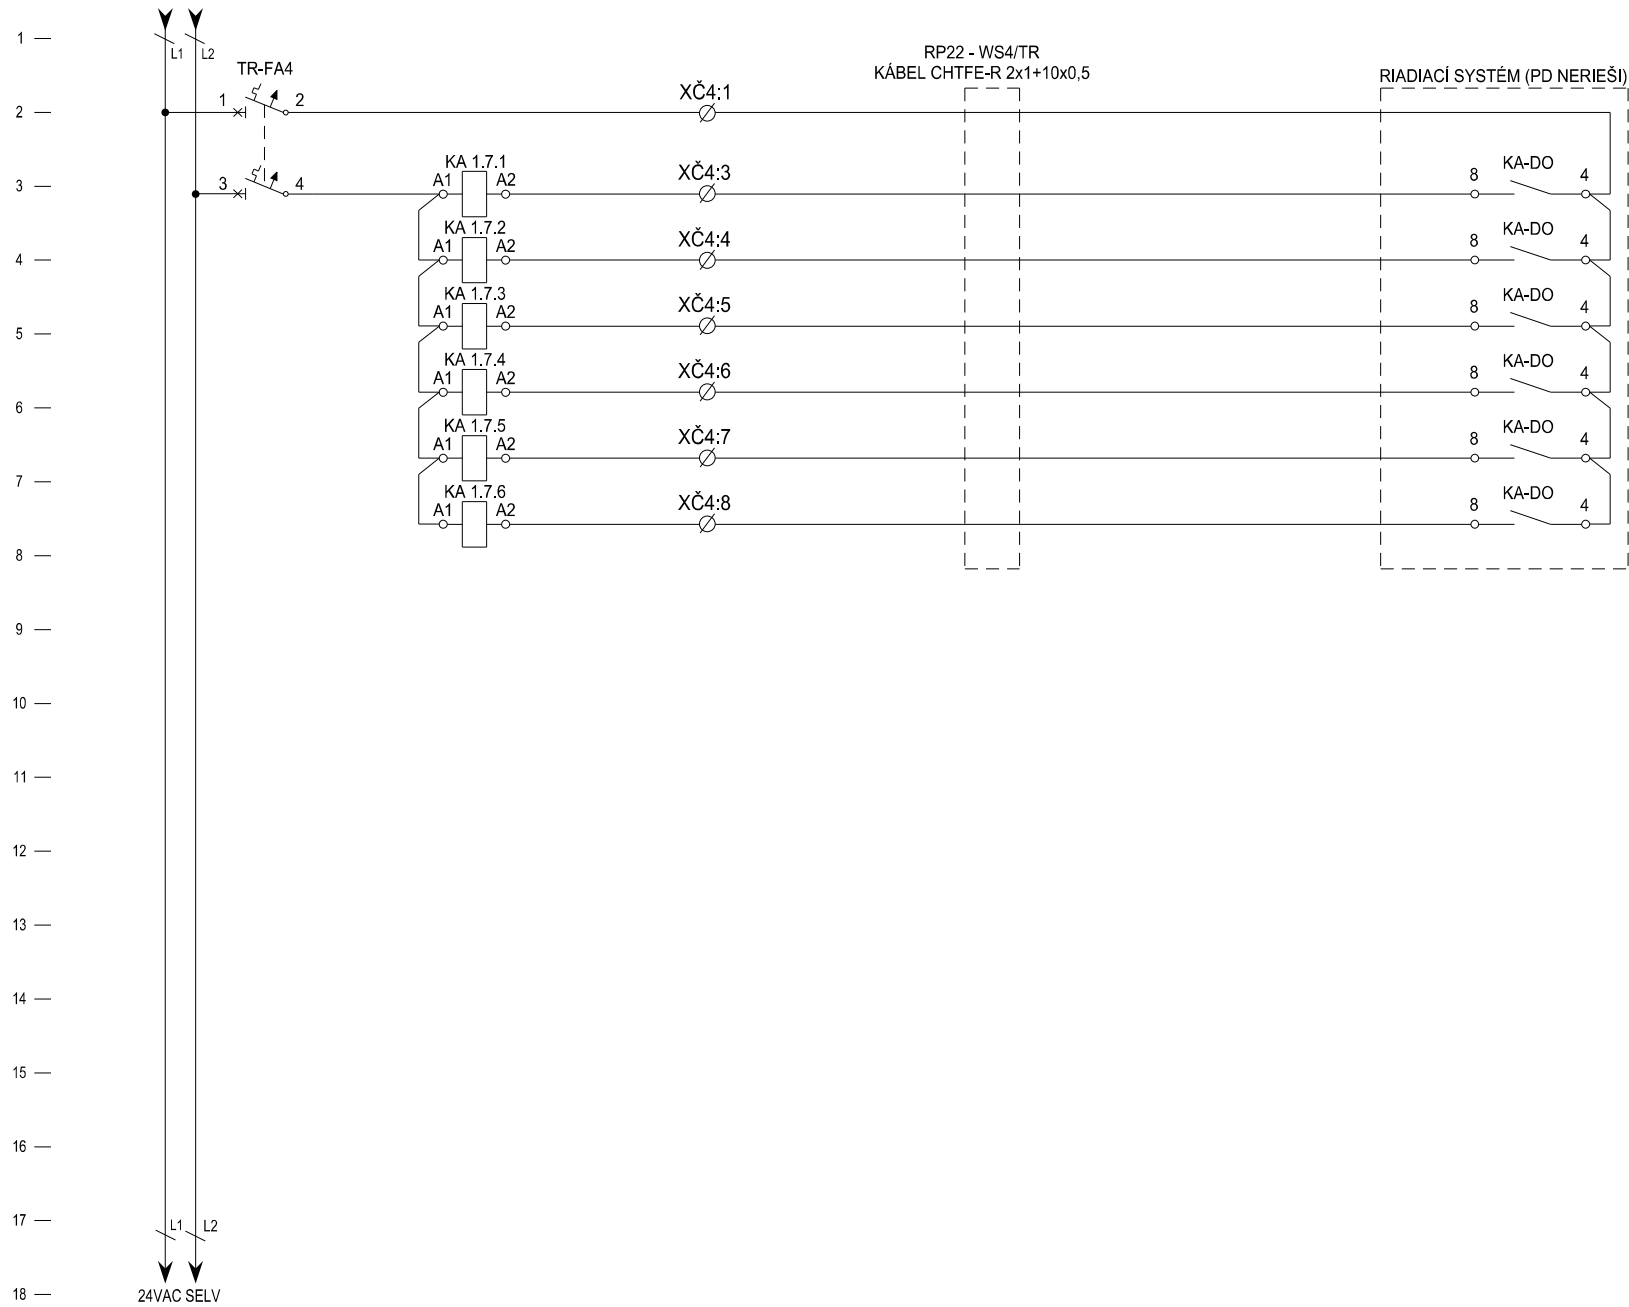 1
L1
L2
RP22 - WS4/TR
KÁBEL CHTFE-R 2x1+10x0,5
TR-FA4
RIADIACÍ SYSTÉM (PD NERIEŠI)
2
1
2
XČ4:1
3
3
4
KA 1.7.1
A1
A2
XČ4:3
8
KA-DO
4
4
KA 1.7.2
A1
A2
XČ4:4
8
KA-DO
4
5
KA 1.7.3
A1
A2
XČ4:5
8
KA-DO
4
6
KA 1.7.4
A1
A2
XČ4:6
8
KA-DO
4
7
KA 1.7.5
A1
A2
XČ4:7
8
KA-DO
4
8
KA 1.7.6
A1
A2
XČ4:8
8
KA-DO
4
9
10
11
12
13
14
15
16
17
L1
L2
18
24VAC SELV